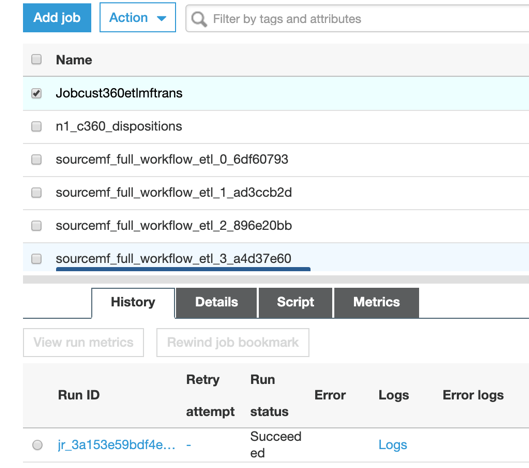 Add job Action Filter by tags and attributes
Name
Jobcust360etlmftrans
n1_c360_dispositions
sourcemf_full_workflow_etl_0_6df60793
sourcemf_full_workflow_etl_1_ad3ccb2d
sourcemf_full_workflow_etl_2_896e20bb
sourcemf_full_workflow_etl_3_a4d37e60
History Details Script Metrics
View run metrics Rewind job bookmark
Run ID Retry attempt Run status Error Logs Error logs
jr_3a153e59bdf4e... - Succeeded Logs